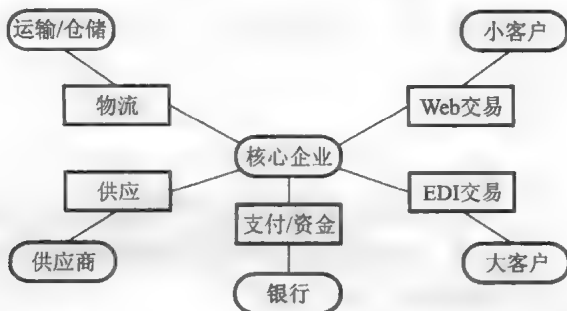 运输/仓储
小客户
物流
Web交易
核心企业
供应
EDI交易
支付/资金
供应商
大客户
银行